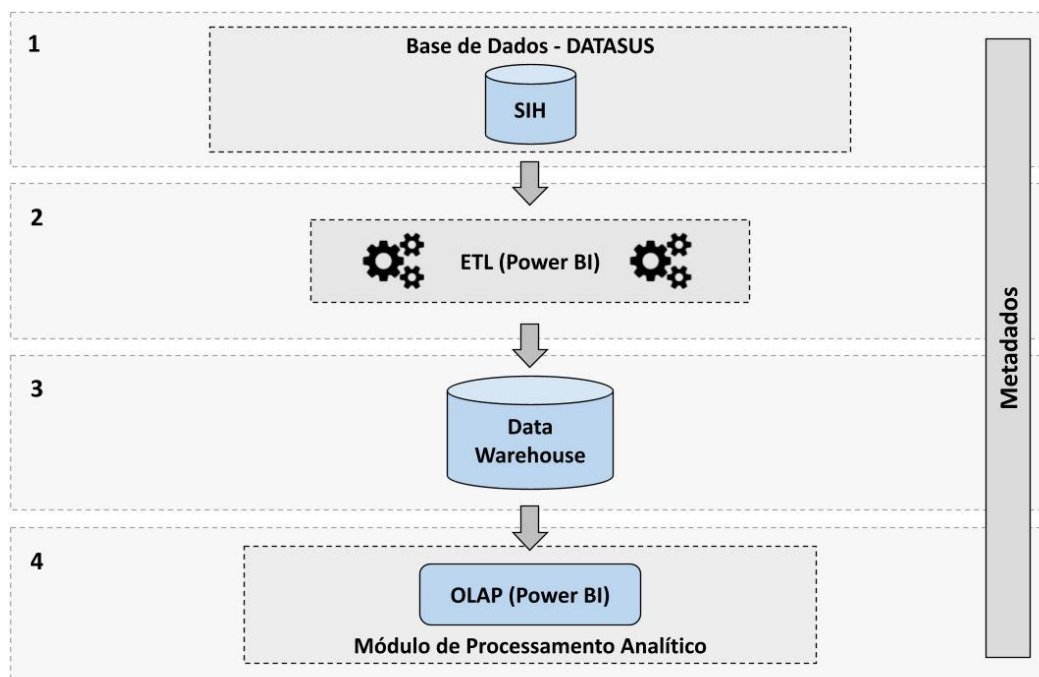 1
Base de Dados - DATASUS
SIH
2
ETL (Power BI)
3
Data
Warehouse
4
OLAP (Power BI)
Módulo de Processamento Analítico
Metadados